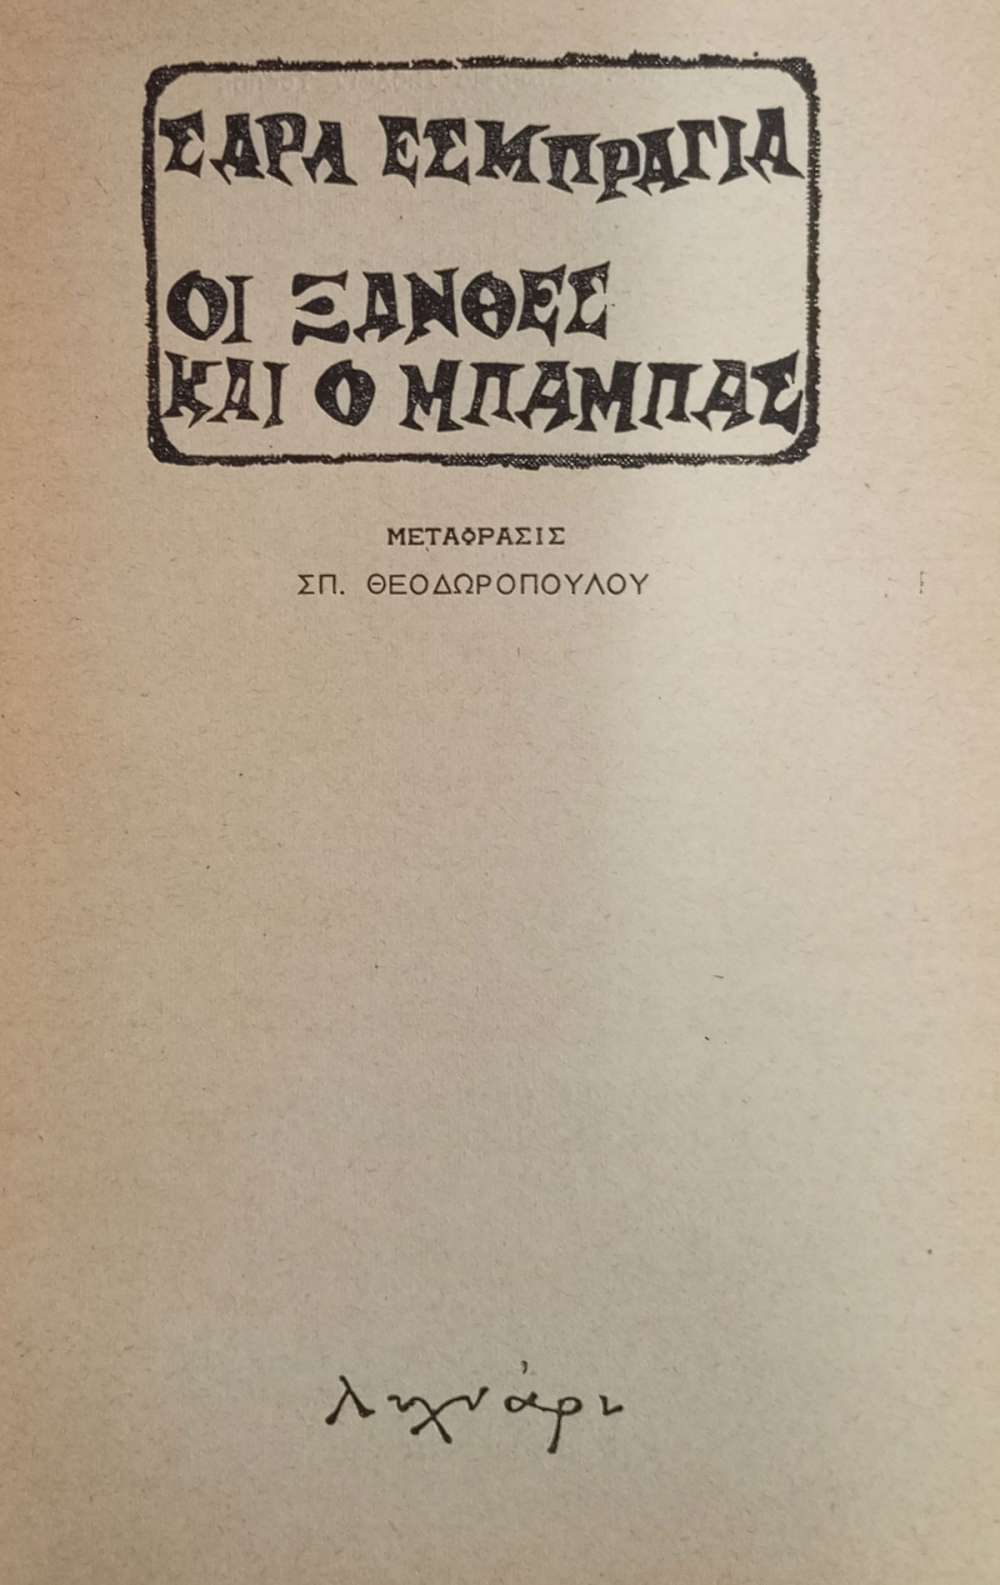 ΣΑΡΑ ΕΣΜΠΡΑΓΙΑ
ΟΙ ΞΑΝΘΕΣ
ΚΑΙ Ο ΜΠΑΜΠΑΣ
ΜΕΤΑΦΡΑΣΙΣ
ΣΠ. ΘΕΟΔΩΡΟΠΟΥΛΟΥ
λυχνάρι